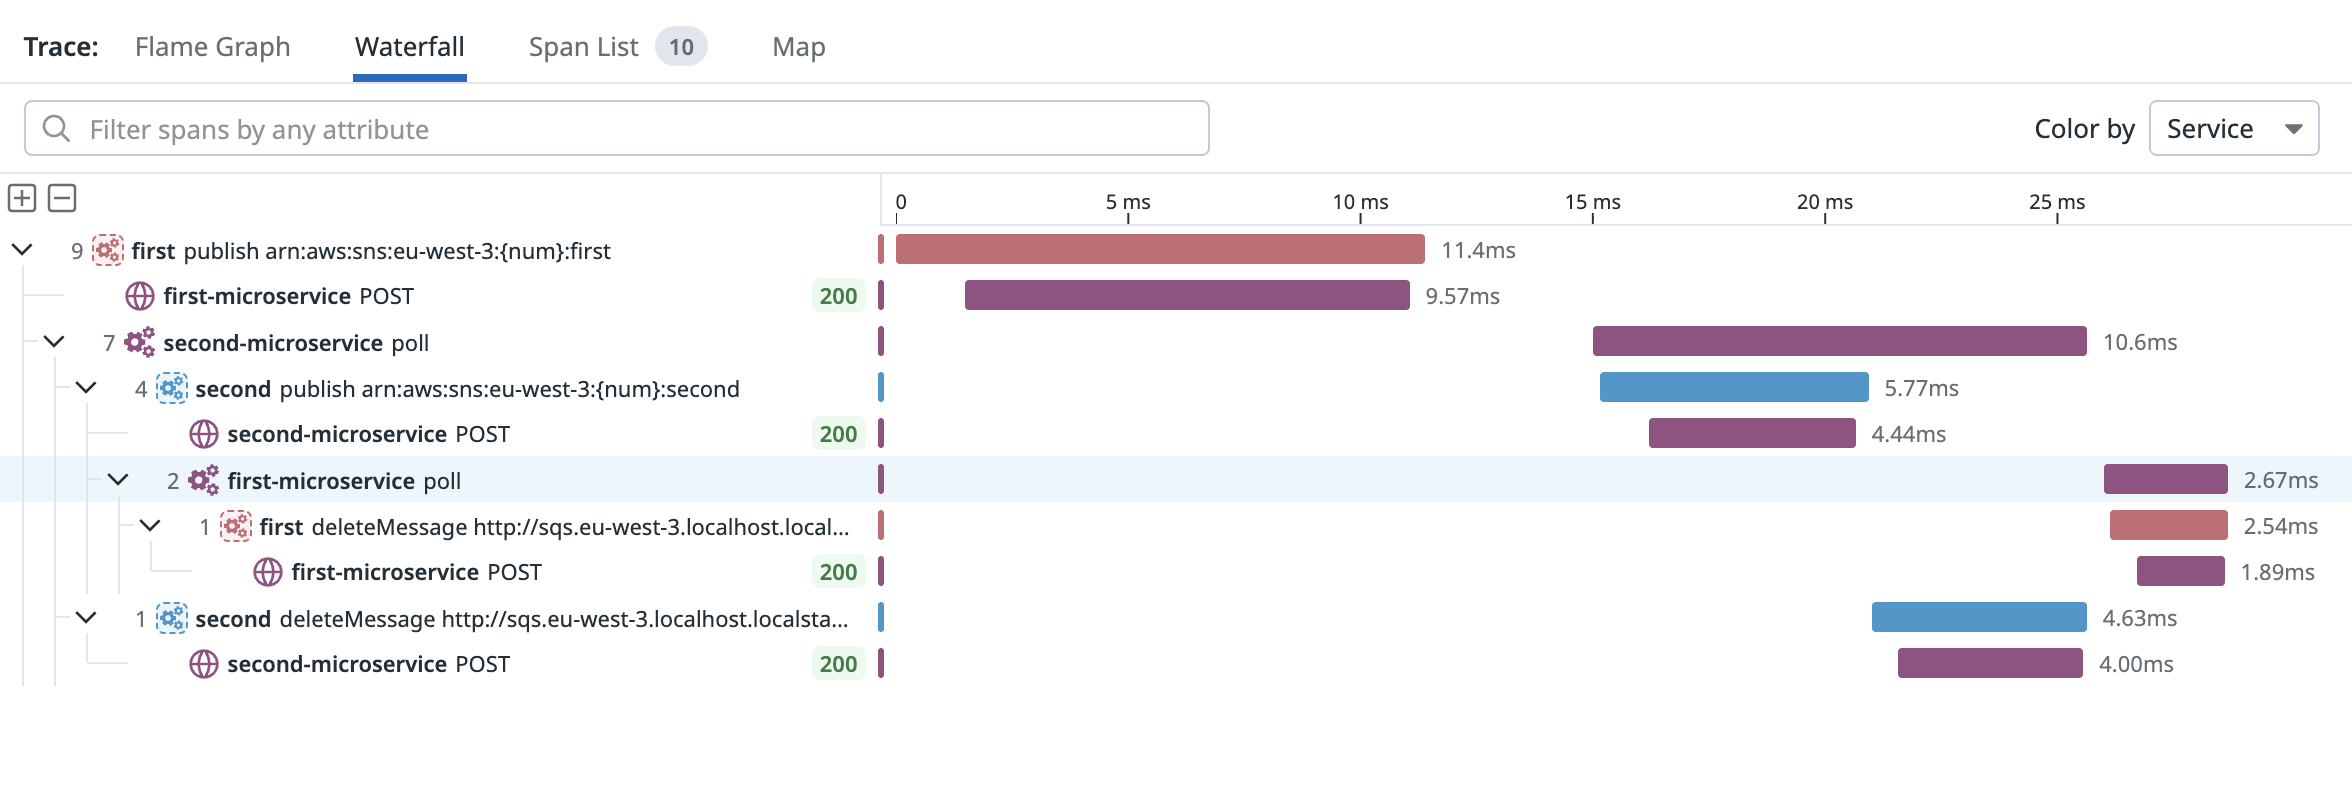 Trace: Flame Graph Waterfall Span List 10 Map
Filter spans by any attribute Color by Service
0 5 ms 10 ms 15 ms 20 ms 25 ms
9 first publish arn:aws:sns:eu-west-3:{num}:first 11.4ms
first-microservice POST 200 9.57ms
7 second-microservice poll 10.6ms
4 second publish arn:aws:sns:eu-west-3:{num}:second 5.77ms
second-microservice POST 200 4.44ms
2 first-microservice poll 2.67ms
1 first deleteMessage http://sqs.eu-west-3.localhost.local... 2.54ms
first-microservice POST 200 1.89ms
1 second deleteMessage http://sqs.eu-west-3.localhost.localsta... 4.63ms
second-microservice POST 200 4.00ms